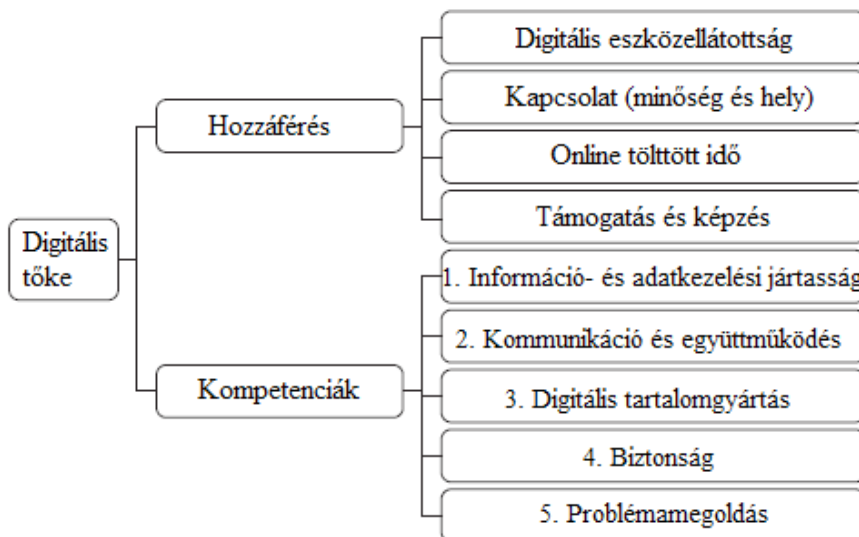 Digitális
tőke
Hozzáférés
Digitális eszközellátottság
Kapcsolat (minőség és hely)
Online tölttött idő
Támogatás és képzés
Kompetenciák
1. Információ- és adatkezelési jártasság
2. Kommunikáció és együttműködés
3. Digitális tartalomgyártás
4. Biztonság
5. Problémamegoldás